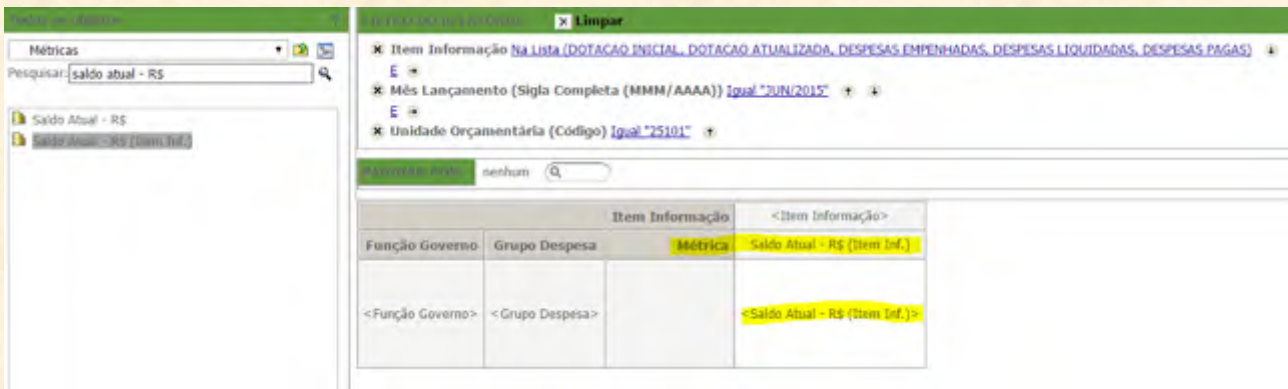 Limpar
Métricas
Pesquisar: saldo atual - R$
Saldo Atual - R$
Saldo Atual - R$ (Item Inf.)
Item Informação Na Lista (DOTACAO INICIAL, DOTACAO ATUALIZADA, DESPESAS EMPENHADAS, DESPESAS LIQUIDADAS, DESPESAS PAGAS)
E
Mês Lançamento (Sigla Completa (MMM/AAAA)) Igual "JUN/2015"
E
Unidade Orçamentária (Código) Igual "25101"
PAGINAR POR: nenhum
Item Informação <Item Informação>
Função Governo Grupo Despesa Métrica Saldo Atual - R$ (Item Inf.)
<Função Governo> <Grupo Despesa> <Saldo Atual - R$ (Item Inf.)>